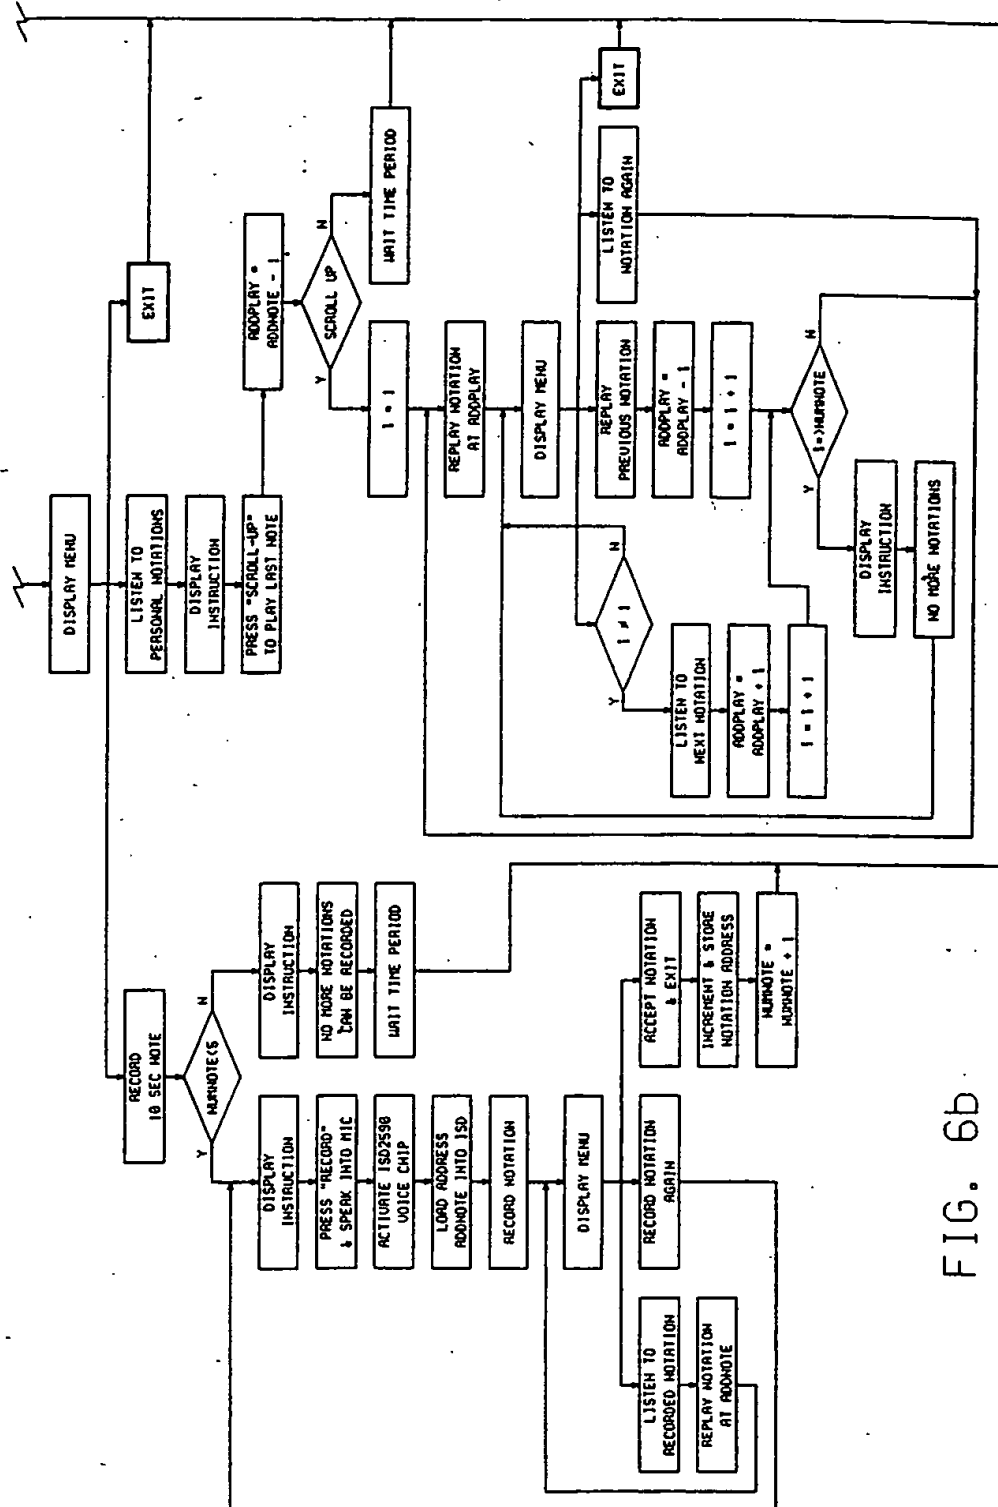 DISPLAY MENU
EXIT
LISTEN TO
PERSONAL NOTATIONS
DISPLAY
INSTRUCTION
PRESS "SCROLL-UP"
TO PLAY LAST NOTE
ADDPLAY =
ADDNOTE - 1
SCROLL UP
Y
N
WAIT TIME PERIOD
I = 1
REPLAY NOTATION
AT ADDPLAY
DISPLAY MENU
REPLAY
PREVIOUS NOTATION
ADDPLAY =
ADDPLAY - 1
I = I + 1
LISTEN TO
NOTATION AGAIN
EXIT
I ≠ 1
Y
N
LISTEN TO
NEXT NOTATION
ADDPLAY =
ADDPLAY + 1
I = I + 1
I=>NUMNOTE
Y
N
DISPLAY
INSTRUCTION
NO MORE NOTATIONS
RECORD
10 SEC NOTE
NUMNOTE<5
Y
N
DISPLAY
INSTRUCTION
NO MORE NOTATIONS
CAN BE RECORDED
WAIT TIME PERIOD
DISPLAY
INSTRUCTION
PRESS "RECORD"
& SPEAK INTO MIC
ACTIVATE ISD2590
VOICE CHIP
LOAD ADDRESS
ADDNOTE INTO ISD
RECORD NOTATION
DISPLAY MENU
LISTEN TO
RECORDED NOTATION
REPLAY NOTATION
AT ADDNOTE
RECORD NOTATION
AGAIN
ACCEPT NOTATION
& EXIT
INCREMENT & STORE
NOTATION ADDRESS
NUMNOTE =
NUMNOTE + 1
FIG. 6b